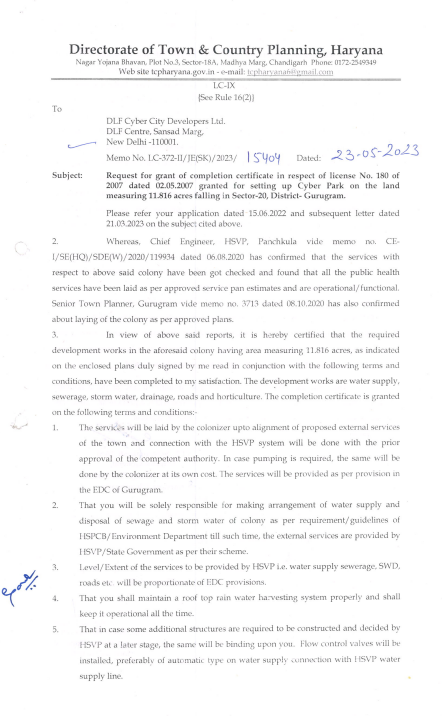 Directorate of Town & Country Planning, Haryana
Nagar Yojana Bhavan, Plot No.3, Sector-18A, Madhya Marg, Chandigarh Phone: 0172-2549349
Web site tcpharyana.gov.in - e-mail: tcpharyana6@gmail.com
LC-IX
{See Rule 16(2)}
To
DLF Cyber City Developers Ltd.
DLF Centre, Sansad Marg,
New Delhi -110001.
Memo No. LC-372-II/JE(SK)/2023/ 15404 Dated: 23-05-2023
Subject: Request for grant of completion certificate in respect of license No. 180 of
2007 dated 02.05.2007 granted for setting up Cyber Park on the land
measuring 11.816 acres falling in Sector-20, District- Gurugram.
Please refer your application dated 15.06.2022 and subsequent letter dated
21.03.2023 on the subject cited above.
2. Whereas, Chief Engineer, HSVP, Panchkula vide memo no. CE-
I/SE(HQ)/SDE(W)/2020/119934 dated 06.08.2020 has confirmed that the services with
respect to above said colony have been got checked and found that all the public health
services have been laid as per approved service pan estimates and are operational/functional.
Senior Town Planner, Gurugram vide memo no. 3713 dated 08.10.2020 has also confirmed
about laying of the colony as per approved plans.
3. In view of above said reports, it is hereby certified that the required
development works in the aforesaid colony having area measuring 11.816 acres, as indicated
on the enclosed plans duly signed by me read in conjunction with the following terms and
conditions, have been completed to my satisfaction. The development works are water supply,
sewerage, storm water, drainage, roads and horticulture. The completion certificate is granted
on the following terms and conditions:-
1. The services will be laid by the colonizer upto alignment of proposed external services
of the town and connection with the HSVP system will be done with the prior
approval of the competent authority. In case pumping is required, the same will be
done by the colonizer at its own cost. The services will be provided as per provision in
the EDC of Gurugram.
2. That you will be solely responsible for making arrangement of water supply and
disposal of sewage and storm water of colony as per requirement/guidelines of
HSPCB/Environment Department till such time, the external services are provided by
HSVP/State Government as per their scheme.
3. Level/Extent of the services to be provided by HSVP i.e. water supply sewerage, SWD,
roads etc. will be proportionate of EDC provisions.
4. That you shall maintain a roof top rain water harvesting system properly and shall
keep it operational all the time.
5. That in case some additional structures are required to be constructed and decided by
HSVP at a later stage, the same will be binding upon you. Flow control valves will be
installed, preferably of automatic type on water supply connection with HSVP water
supply line.